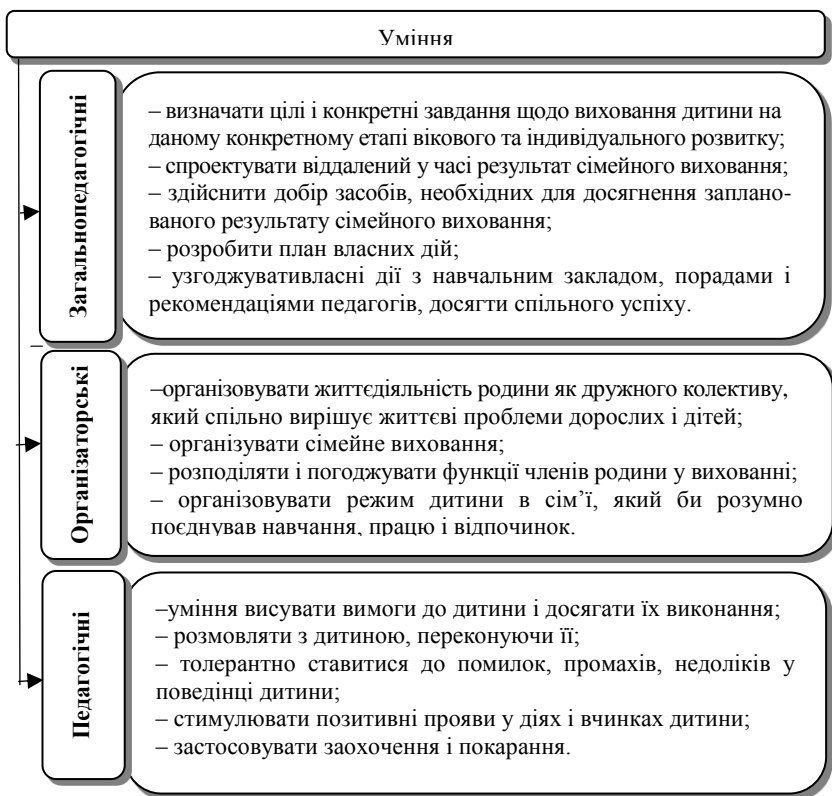 Уміння
Загальнопедагогічні
– визначати цілі і конкретні завдання щодо виховання дитини на
даному конкретному етапі вікового та індивідуального розвитку;
– спроектувати віддалений у часі результат сімейного виховання;
– здійснити добір засобів, необхідних для досягнення заплано-
ваного результату сімейного виховання;
– розробити план власних дій;
– узгоджувативласні дії з навчальним закладом, порадами і
рекомендаціями педагогів, досягти спільного успіху.
Організаторські
–організовувати життєдіяльність родини як дружного колективу,
який спільно вирішує життєві проблеми дорослих і дітей;
– організувати сімейне виховання;
– розподіляти і погоджувати функції членів родини у вихованні;
– організовувати режим дитини в сім’ї, який би розумно
поєднував навчання, працю і відпочинок.
Педагогічні
–уміння висувати вимоги до дитини і досягати їх виконання;
– розмовляти з дитиною, переконуючи її;
– толерантно ставитися до помилок, промахів, недоліків у
поведінці дитини;
– стимулювати позитивні прояви у діях і вчинках дитини;
– застосовувати заохочення і покарання.